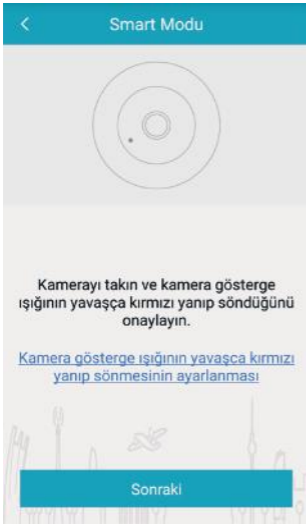 Smart Modu
Kamerayı takın ve kamera gösterge
ışığının yavaşça kırmızı yanıp söndüğünü
onaylayın.
Kamera gösterge ışığının yavaşca kırmızı
yanıp sönmesinin ayarlanması
Sonraki